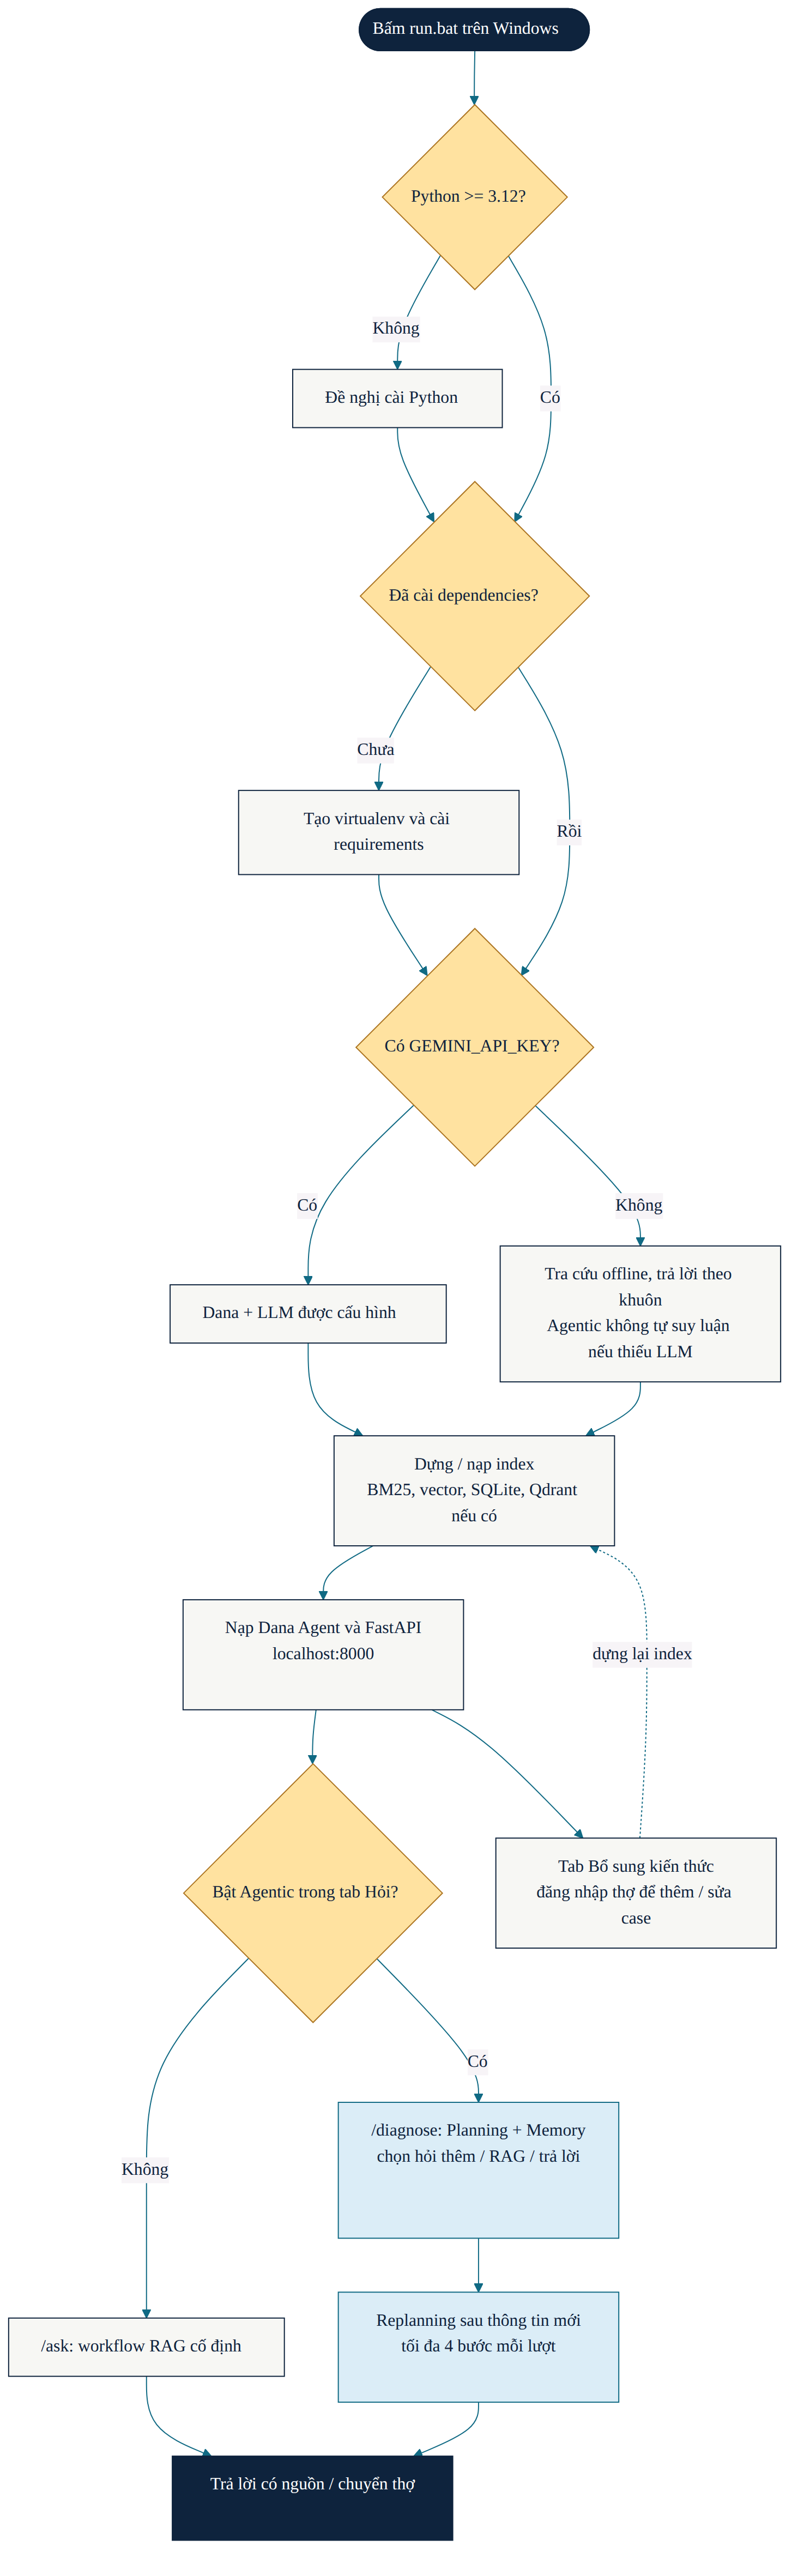 Bấm run.bat trên Windows
Python >= 3.12?
Không
Đề nghị cài Python
Có
Đã cài dependencies?
Chưa
Tạo virtualenv và cài
requirements
Rồi
Có GEMINI_API_KEY?
Có
Không
Tra cứu offline, trả lời theo
khuôn
Agentic không tự suy luận
nếu thiếu LLM
Dana + LLM được cấu hình
Dựng / nạp index
BM25, vector, SQLite, Qdrant
nếu có
Nạp Dana Agent và FastAPI
localhost:8000
dựng lại index
Tab Bổ sung kiến thức
đăng nhập thợ để thêm / sửa
case
Bật Agentic trong tab Hỏi?
Có
/diagnose: Planning + Memory
chọn hỏi thêm / RAG / trả lời
Không
Replanning sau thông tin mới
tối đa 4 bước mỗi lượt
/ask: workflow RAG cố định
Trả lời có nguồn / chuyển thợ